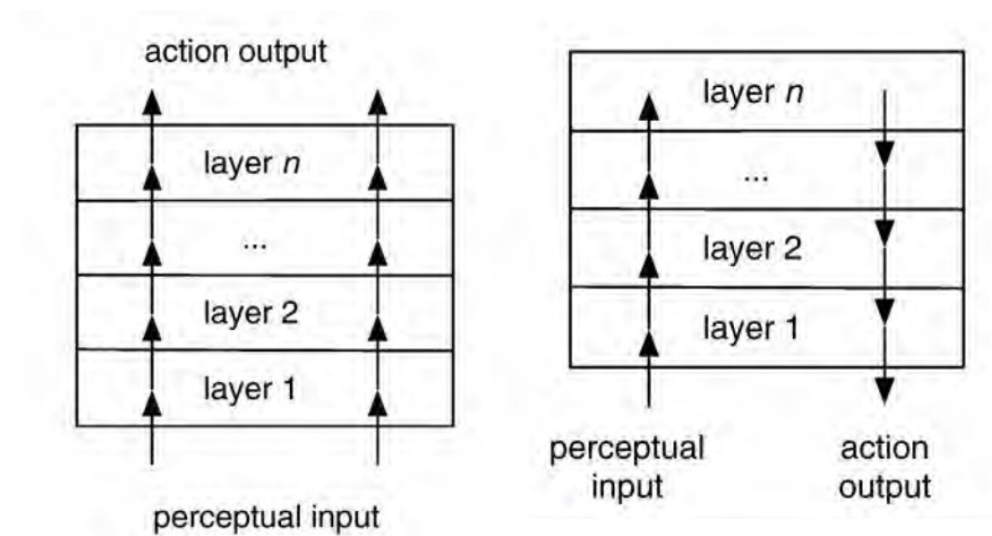 action output
layer n
...
layer 2
layer 1
perceptual input
layer n
...
layer 2
layer 1
perceptual
input
action
output